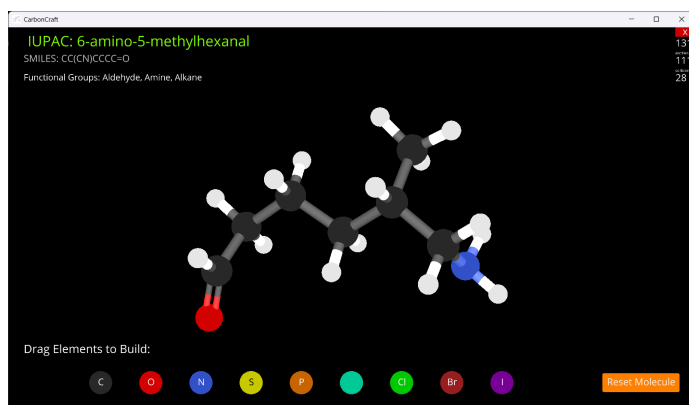 CarbonCraft
IUPAC: 6-amino-5-methylhexanal
X
SMILES: CC(CN)CCCC=O
Functional Groups: Aldehyde, Amine, Alkane
28
Drag Elements to Build:
C O N S P Cl Br I
Reset Molecule